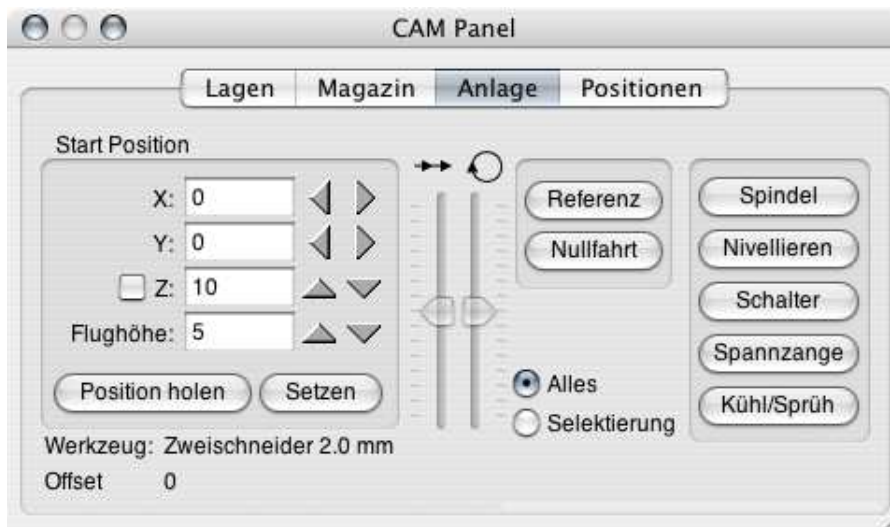 CAM Panel
Lagen Magazin Anlage Positionen
Start Position
X: 0
Y: 0
Z: 10
Flughöhe: 5
Position holen Setzen
Werkzeug: Zweischneider 2.0 mm
Offset 0
Referenz
Nullfahrt
Alles
Selektierung
Spindel
Nivellieren
Schalter
Spannzange
Kühl/Sprüh